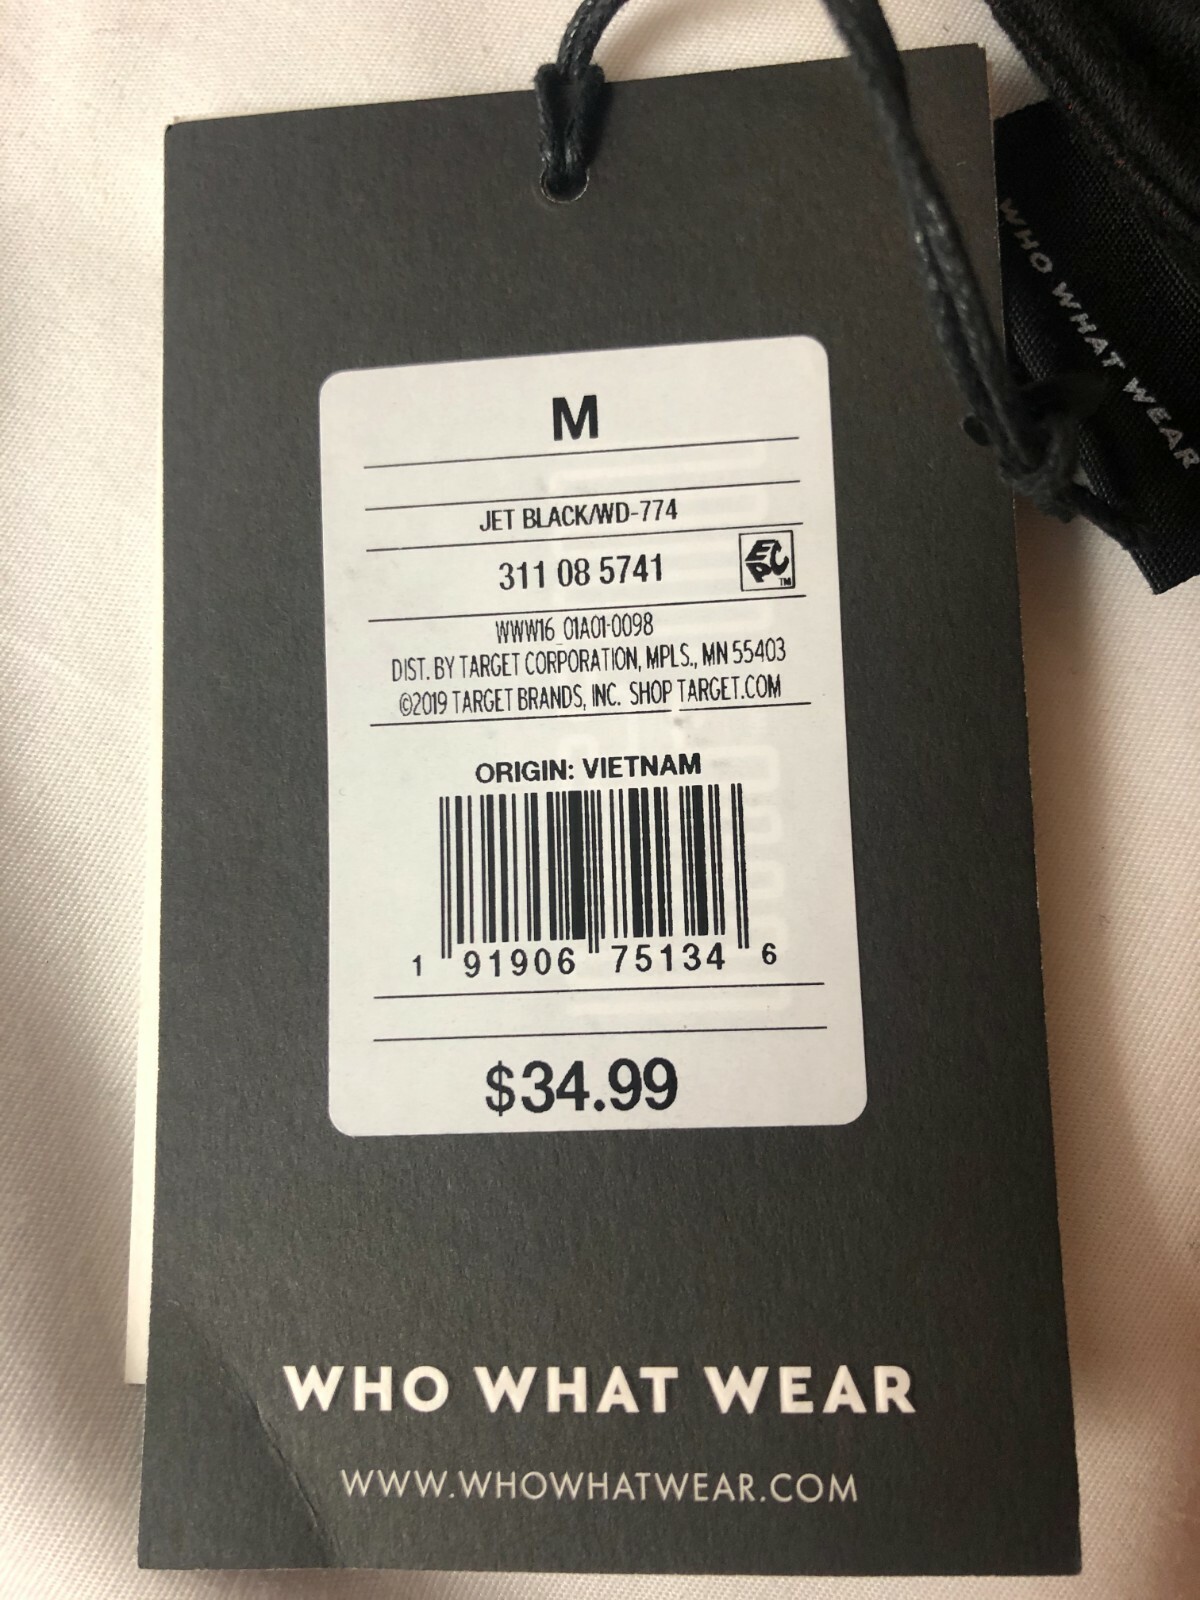 M
JET BLACK/WD-774
311 08 5741
EPC TM
WWW16_01A01-0098
DIST. BY TARGET CORPORATION, MPLS., MN 55403
©2019 TARGET BRANDS, INC. SHOP TARGET.COM
ORIGIN: VIETNAM
1 91906 75134 6
$34.99
WHO WHAT WEAR
WWW.WHOWHATWEAR.COM
WHO WHAT WEAR